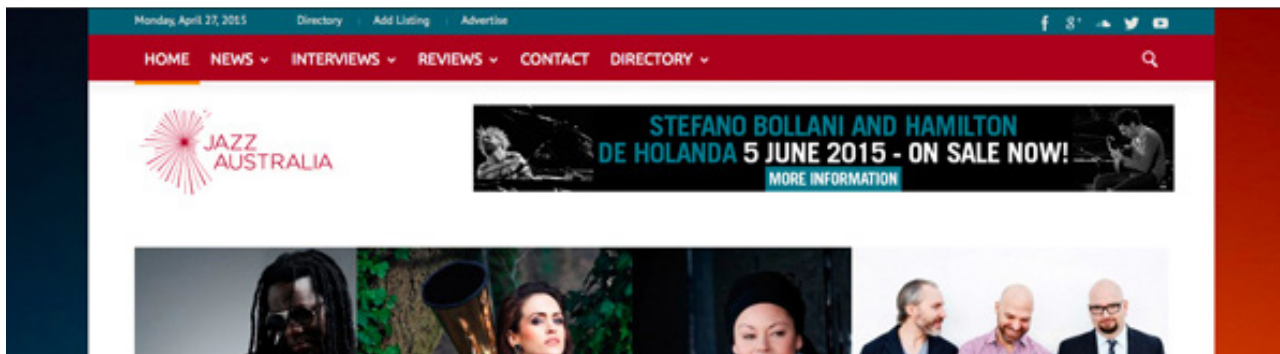 Monday, April 27, 2015 Directory Add Listing Advertise
HOME NEWS INTERVIEWS REVIEWS CONTACT DIRECTORY
JAZZ
AUSTRALIA
STEFANO BOLLANI AND HAMILTON
DE HOLANDA 5 JUNE 2015 - ON SALE NOW!
MORE INFORMATION